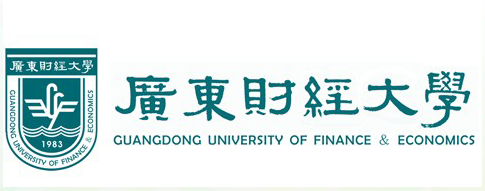 廣東財經大學
GUANGDONG UNIVERSITY OF FINANCE & ECONOMICS
1983
廣東財經大學
GUANGDONG UNIVERSITY OF FINANCE & ECONOMICS